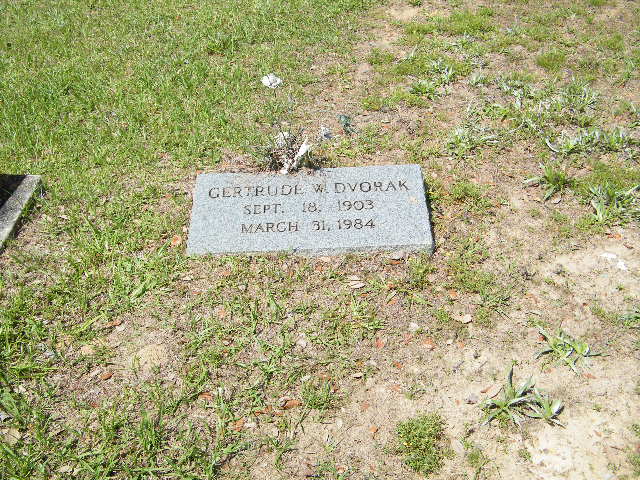 GERTRUDE W. DVORAK
SEPT. 18, 1903
MARCH 31, 1984